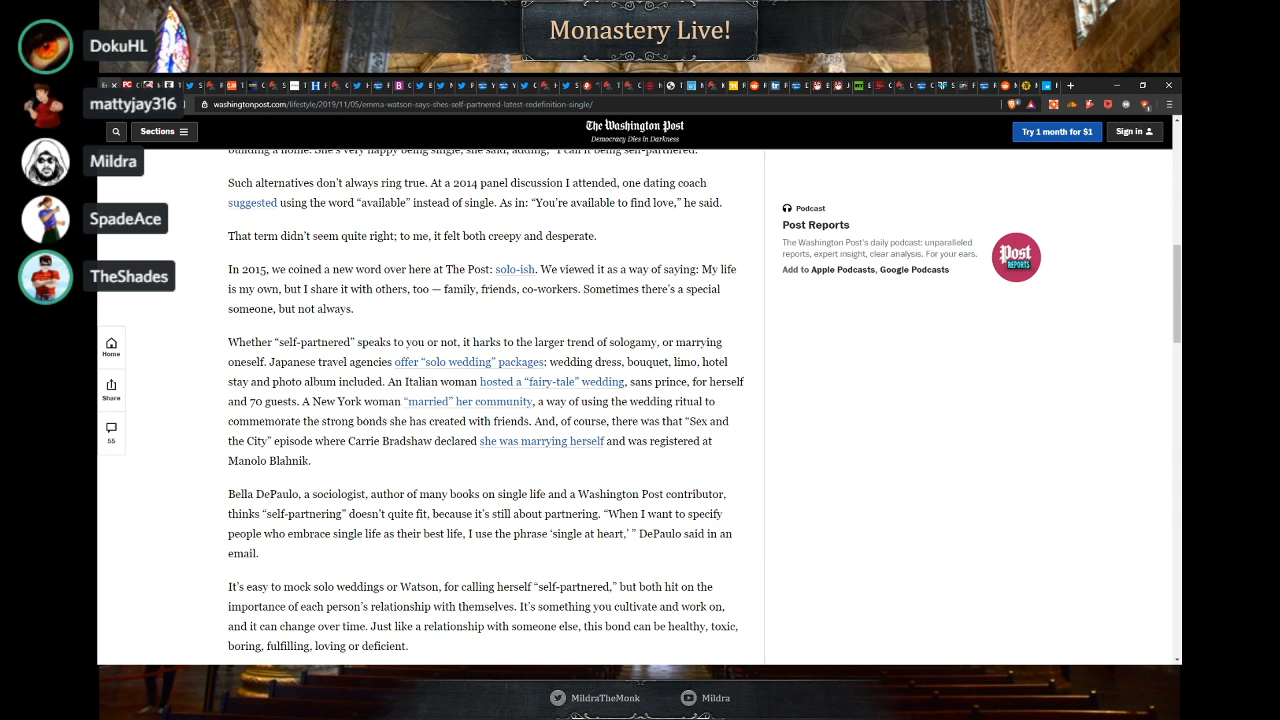 Monastery Live!
DokuHL
mattyjay316
Mildra
SpadeAce
TheShades
washingtonpost.com/lifestyle/2019/11/05/emma-watson-says-shes-self-partnered-latest-redefinition-single/
Sections
The Washington Post
Democracy Dies in Darkness
Try 1 month for $1
Sign in
building a home. She's very happy being single, she said, adding, "I call it being self-partnered."
Such alternatives don't always ring true. At a 2014 panel discussion I attended, one dating coach
suggested using the word "available" instead of single. As in: "You're available to find love," he said.
That term didn't seem quite right; to me, it felt both creepy and desperate.
In 2015, we coined a new word over here at The Post: solo-ish. We viewed it as a way of saying: My life
is my own, but I share it with others, too — family, friends, co-workers. Sometimes there's a special
someone, but not always.
Whether "self-partnered" speaks to you or not, it harks to the larger trend of sologamy, or marrying
oneself. Japanese travel agencies offer "solo wedding" packages: wedding dress, bouquet, limo, hotel
stay and photo album included. An Italian woman hosted a "fairy-tale" wedding, sans prince, for herself
and 70 guests. A New York woman "married" her community, a way of using the wedding ritual to
commemorate the strong bonds she has created with friends. And, of course, there was that "Sex and
the City" episode where Carrie Bradshaw declared she was marrying herself and was registered at
Manolo Blahnik.
Bella DePaulo, a sociologist, author of many books on single life and a Washington Post contributor,
thinks "self-partnering" doesn't quite fit, because it's still about partnering. "When I want to specify
people who embrace single life as their best life, I use the phrase 'single at heart,' " DePaulo said in an
email.
It's easy to mock solo weddings or Watson, for calling herself "self-partnered," but both hit on the
importance of each person's relationship with themselves. It's something you cultivate and work on,
and it can change over time. Just like a relationship with someone else, this bond can be healthy, toxic,
boring, fulfilling, loving or deficient.
Home
Share
55
Podcast
Post Reports
The Washington Post's daily podcast: unparalleled
reports, expert insight, clear analysis. For your ears.
Add to Apple Podcasts, Google Podcasts
Post
REPORTS
MildraTheMonk
Mildra